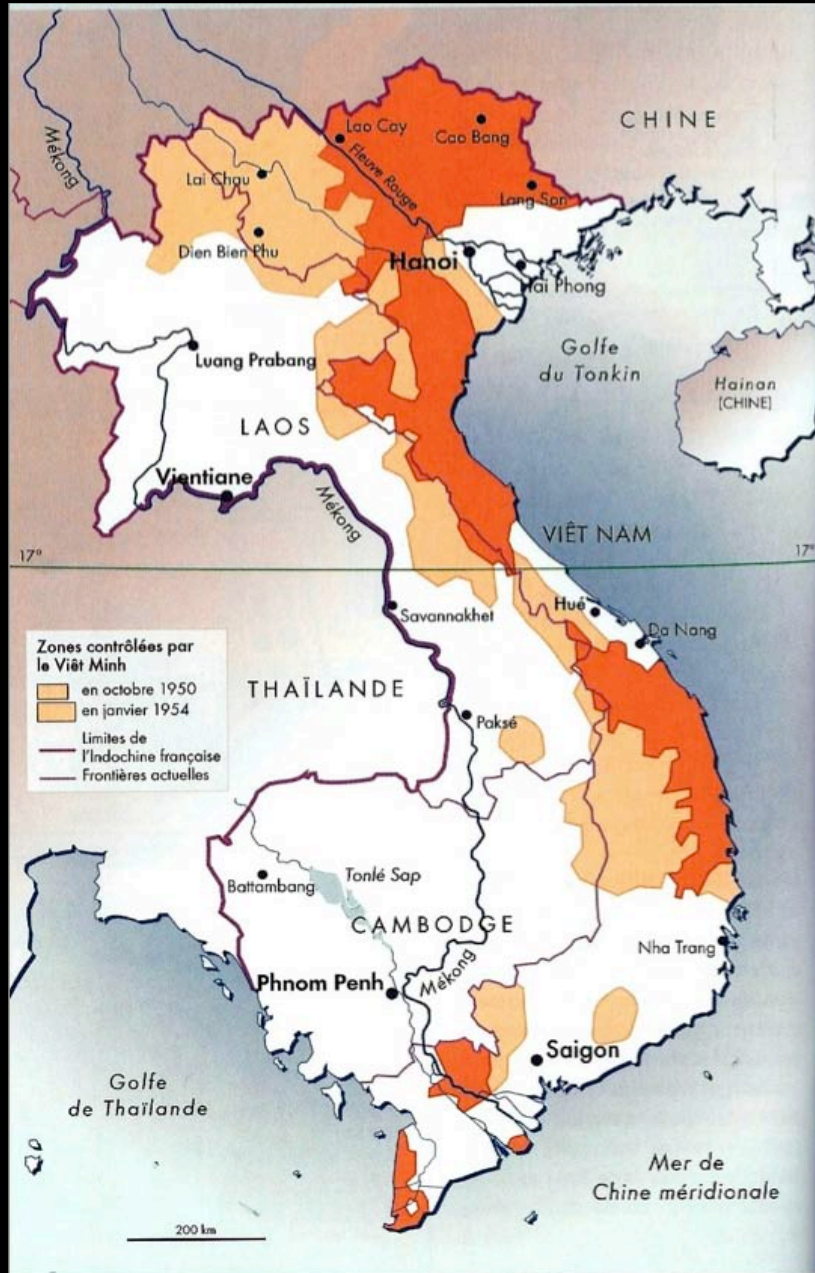 CHINE
Lao Cay
Cao Bang
Mékong
Fleuve Rouge
Lai Chau
Lang Son
Dien Bien Phu
Hanoi
Hai Phong
Golfe
du Tonkin
Luang Prabang
Hainan
[CHINE]
LAOS
Vientiane
Mékong
VIÊT NAM
17°
17°
Savannakhet
Hué
Da Nang
Zones contrôlées par
le Viêt Minh
en octobre 1950
en janvier 1954
Limites de
l'Indochine française
Frontières actuelles
THAÏLANDE
Paksé
Battambang
Tonlé Sap
CAMBODGE
Nha Trang
Phnom Penh
Mékong
Saigon
Golfe
de Thaïlande
Mer de
Chine méridionale
200 km